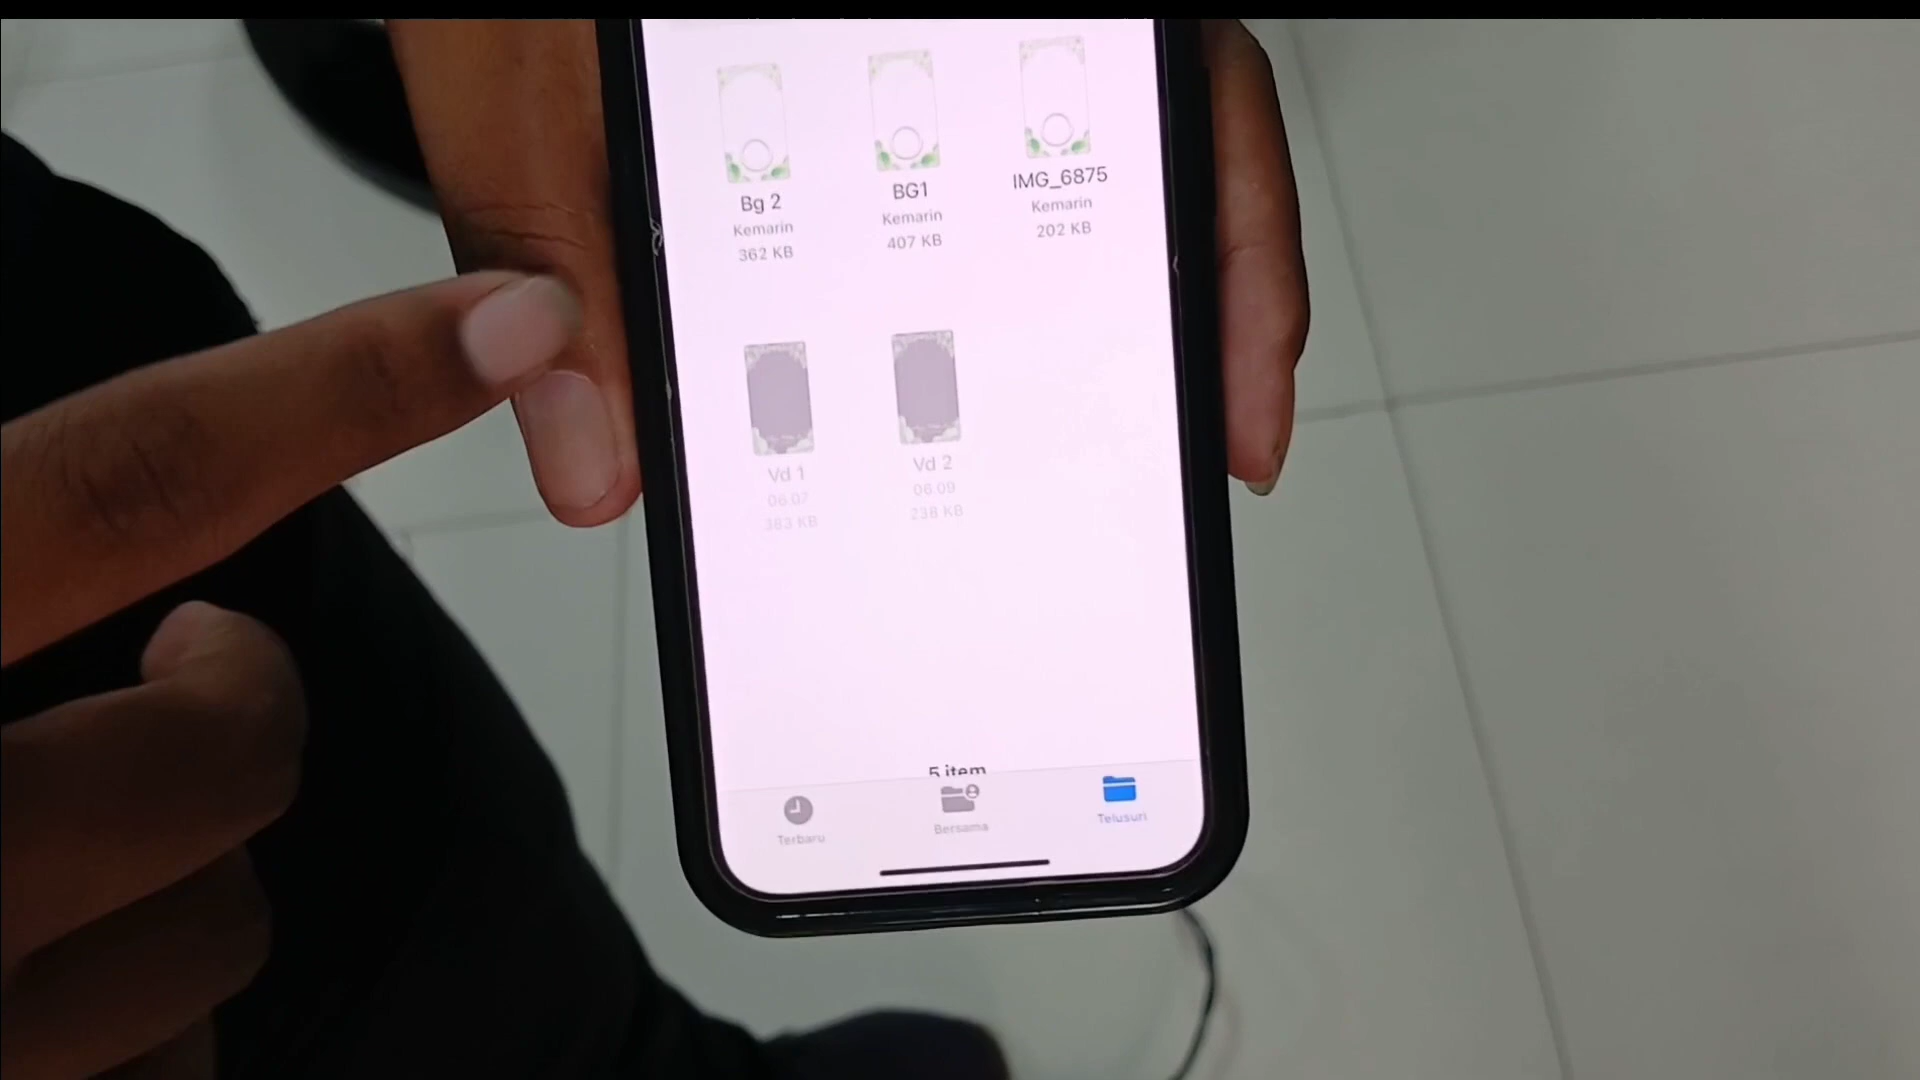 Bg 2
Kemarin
362 KB
BG1
Kemarin
407 KB
IMG_6875
Kemarin
202 KB
Vd 1
06.07
383 KB
Vd 2
06.09
238 KB
5 item
Terbaru
Bersama
Telusuri